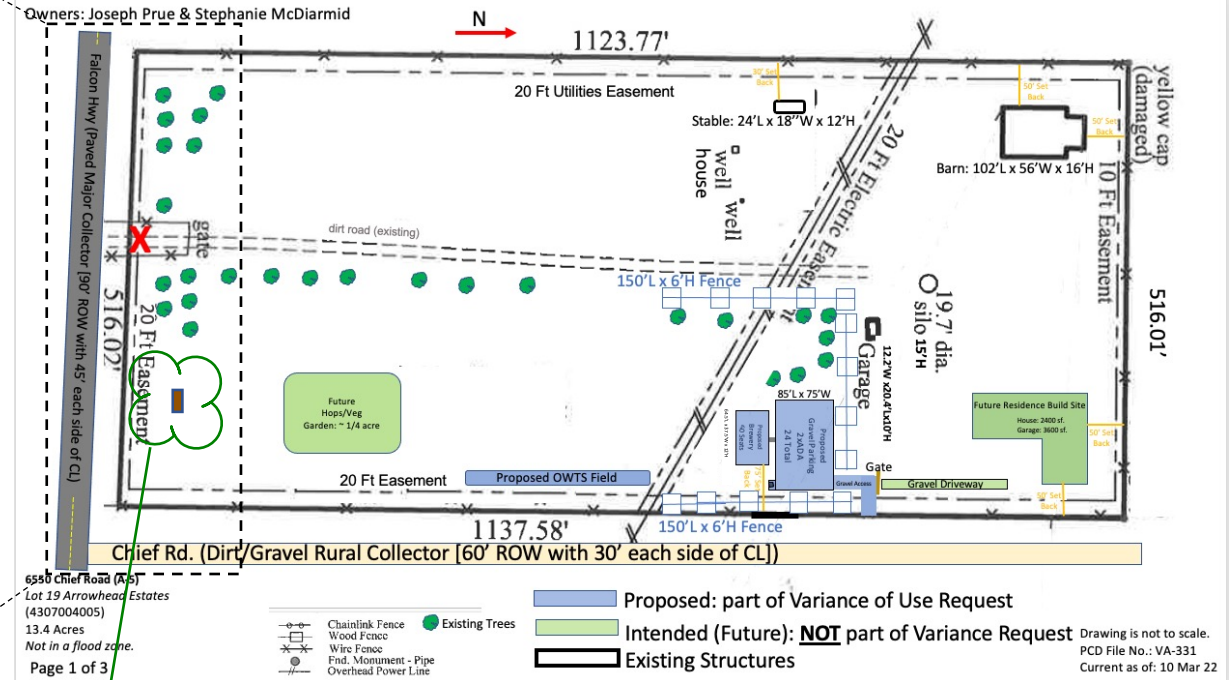 Owners: Joseph Prue & Stephanie McDiarmid
N
1123.77'
20 Ft Utilities Easement
30' Set
Back
Stable: 24'L x 18''W x 12'H
50' Set
Back
50' Set
Back
Barn: 102'L x 56'W x 16'H
yellow cap
(damaged)
10 Ft Easement
Falcon Hwy (Paved Major Collector [90' ROW with 45' each side of CL)
well
house
well
20 Ft Electric Easement
gate
X
dirt road (existing)
150'L x 6'H Fence
19.7' dia.
silo 15'H
516.02'
20 Ft Easement
516.01'
Garage
12.2'W x20.4'Lx10'H
Future
Hops/Veg
Garden: ~ 1/4 acre
85'L x 75'W
Proposed
Brewery
40 Seats
Proposed
Gravel Parking
2xADA
24 Total
Future Residence Build Site
House: 2400 sf.
Garage: 3600 sf.
50' Set
Back
Gate
20 Ft Easement
Proposed OWTS Field
Back
Gravel Access
Gravel Driveway
50' Set
Back
1137.58'
150'L x 6'H Fence
Chief Rd. (Dirt/Gravel Rural Collector [60' ROW with 30' each side of CL])
6550 Chief Road (A-5)
Lot 19 Arrowhead Estates
(4307004005)
13.4 Acres
Not in a flood zone.
Page 1 of 3
Chainlink Fence
Wood Fence
Wire Fence
Fnd. Monument - Pipe
Overhead Power Line
Existing Trees
Proposed: part of Variance of Use Request
Intended (Future): NOT part of Variance Request
Existing Structures
Drawing is not to scale.
PCD File No.: VA-331
Current as of: 10 Mar 22